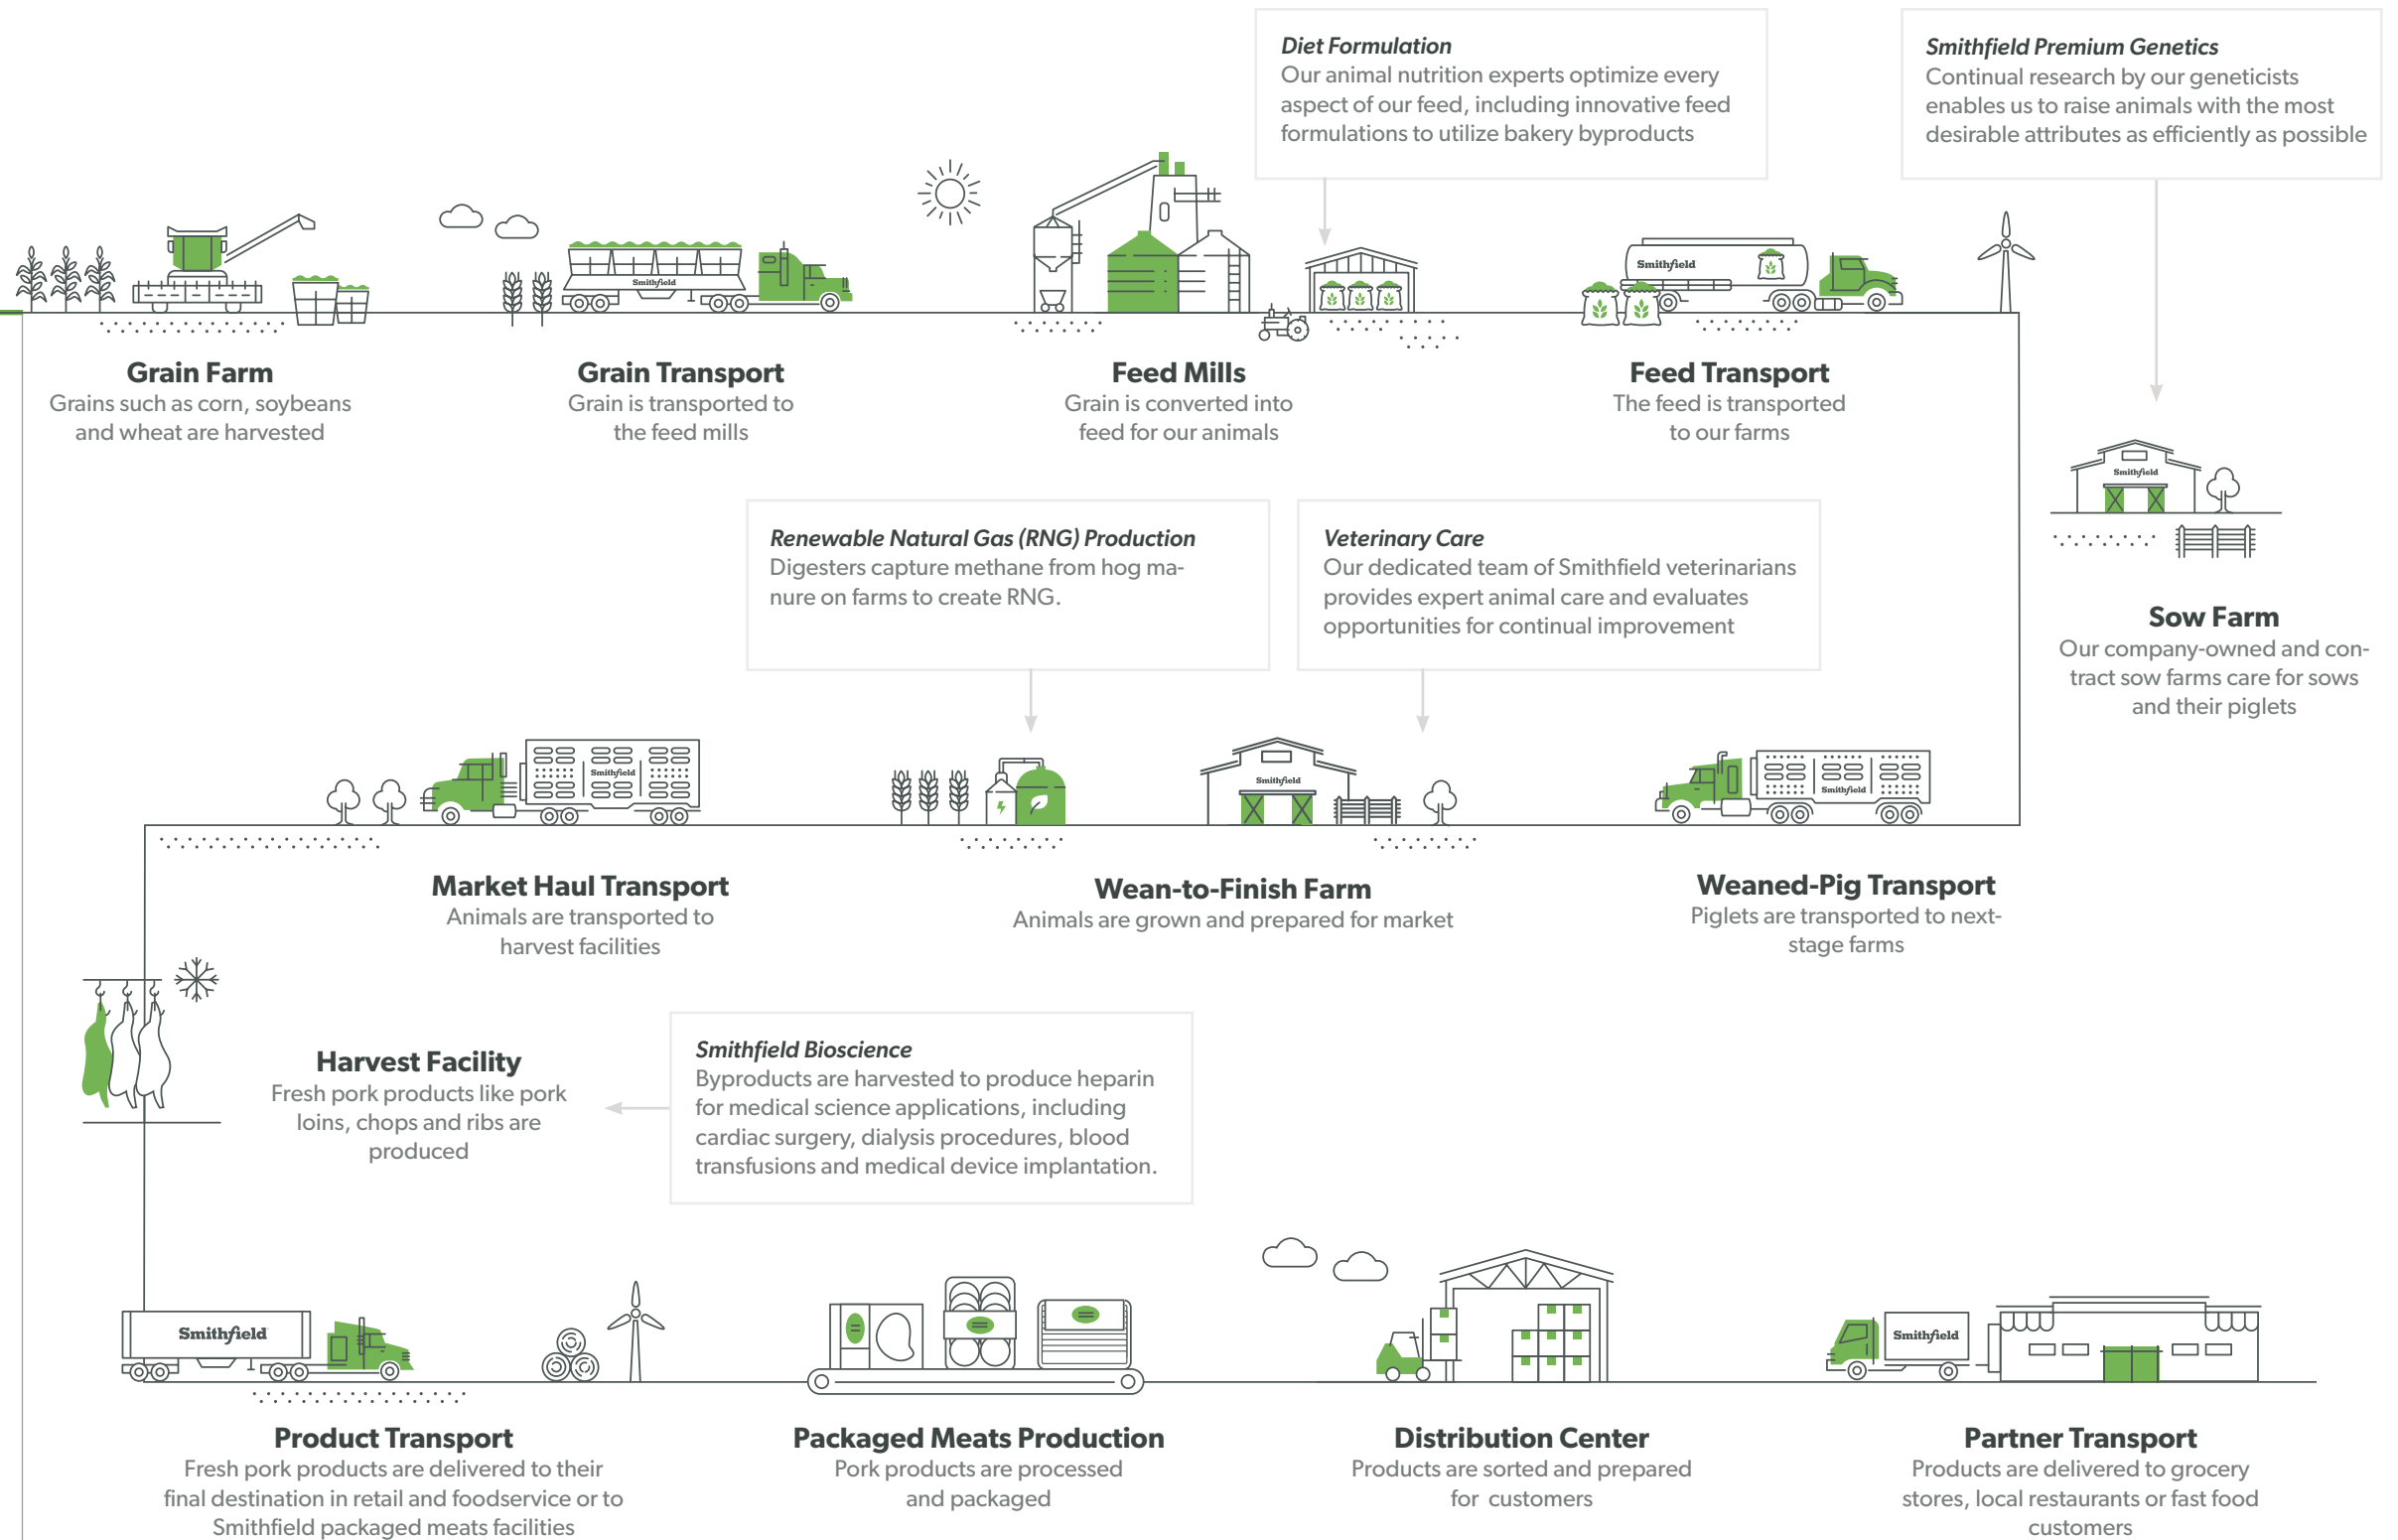 Diet Formulation
Our animal nutrition experts optimize every
aspect of our feed, including innovative feed
formulations to utilize bakery byproducts
Smithfield Premium Genetics
Continual research by our geneticists
enables us to raise animals with the most
desirable attributes as efficiently as possible
Smithfield
Smithfield
Grain Farm
Grains such as corn, soybeans
and wheat are harvested
Grain Transport
Grain is transported to
the feed mills
Feed Mills
Grain is converted into
feed for our animals
Feed Transport
The feed is transported
to our farms
Smithfield
Sow Farm
Our company-owned and con-
tract sow farms care for sows
and their piglets
Renewable Natural Gas (RNG) Production
Digesters capture methane from hog ma-
nure on farms to create RNG.
Veterinary Care
Our dedicated team of Smithfield veterinarians
provides expert animal care and evaluates
opportunities for continual improvement
Smithfield
Smithfield
Smithfield
Market Haul Transport
Animals are transported to
harvest facilities
Wean-to-Finish Farm
Animals are grown and prepared for market
Weaned-Pig Transport
Piglets are transported to next-
stage farms
Harvest Facility
Fresh pork products like pork
loins, chops and ribs are
produced
Smithfield Bioscience
Byproducts are harvested to produce heparin
for medical science applications, including
cardiac surgery, dialysis procedures, blood
transfusions and medical device implantation.
Smithfield
Smithfield
Product Transport
Fresh pork products are delivered to their
final destination in retail and foodservice or to
Smithfield packaged meats facilities
Packaged Meats Production
Pork products are processed
and packaged
Distribution Center
Products are sorted and prepared
for customers
Partner Transport
Products are delivered to grocery
stores, local restaurants or fast food
customers